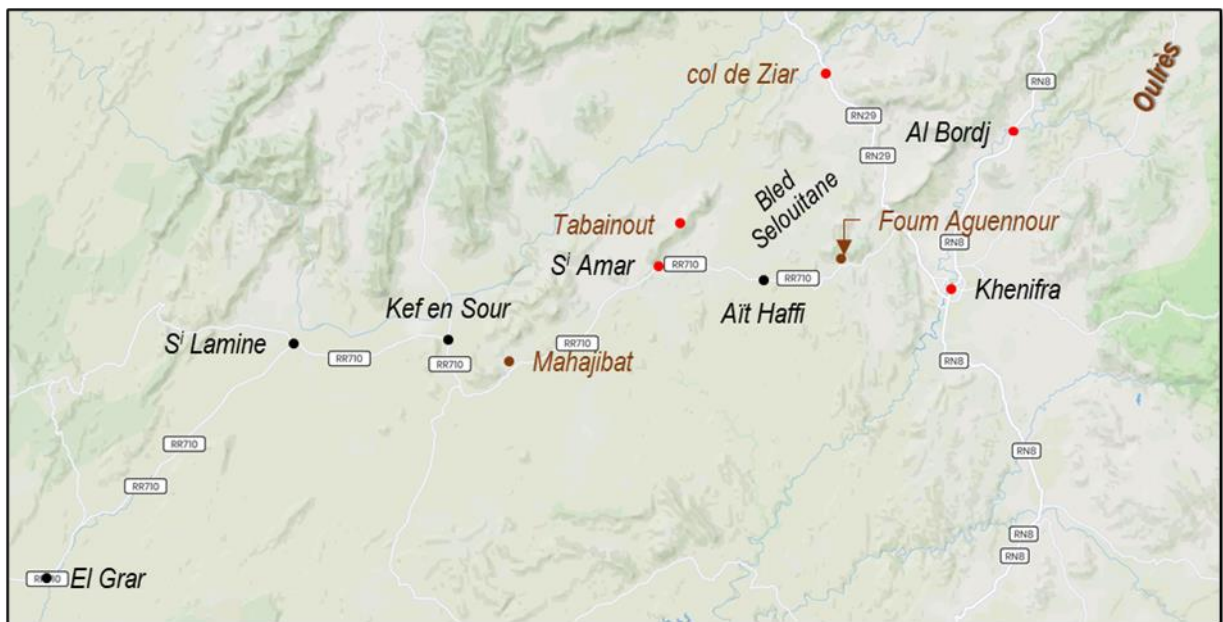 col de Ziar
RN8
Oulrès
RN29
Al Bordj
RN29
Bled
Selouitane
Tabainout
Foum Aguennour
RN8
Sⁱ Amar
RR710
RR710
Aït Haffi
Khenifra
Kef en Sour
Sⁱ Lamine
RR710
RR710
RR710
Mahajibat
RN8
RR710
RN8
RR710
RN8
RN8
El Grar